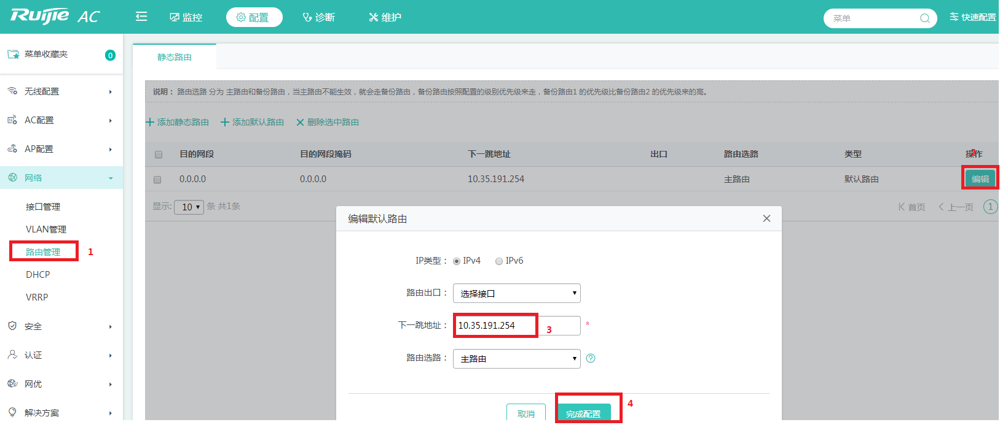 Ruijie AC
监控
配置
诊断
维护
菜单
快速配置
菜单收藏夹
0
无线配置
AC配置
AP配置
网络
接口管理
VLAN管理
路由管理
1
DHCP
VRRP
安全
认证
网优
解决方案
静态路由
说明： 路由选路 分为 主路由和备份路由，当主路由不能生效，就会走备份路由，备份路由按照配置的级别优先级来走，备份路由1 的优先级比备份路由2 的优先级来的高。
添加静态路由 添加默认路由 删除选中路由
目的网段 目的网段掩码 下一跳地址 出口 路由选路 类型 操作
2
0.0.0.0 0.0.0.0 10.35.191.254 主路由 默认路由 编辑
显示: 10 条 共1条
首页 上一页 1
编辑默认路由
IP类型： IPv4 IPv6
路由出口： 选择接口
下一跳地址： 10.35.191.254 *
3
路由选路： 主路由 ?
取消 完成配置
4